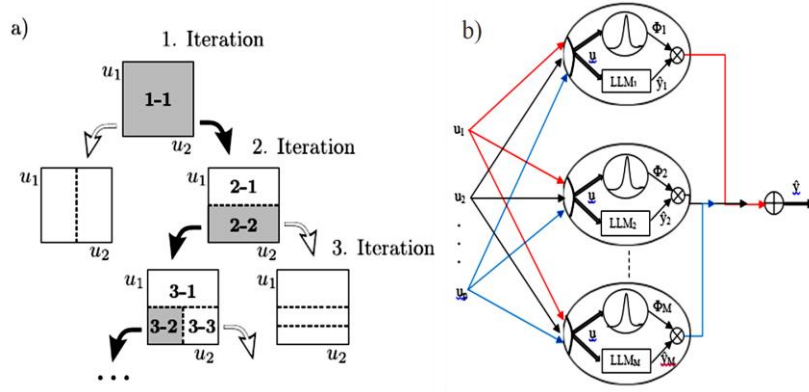 a)
1. Iteration
u1
1-1
u2
2. Iteration
u1
u2
u1
2-1
2-2
u2
3. Iteration
u1
3-1
3-2
3-3
u2
u1
u2
...
b)
u1
u2
.
.
.
up
u
Φ1
LLM1
ŷ1
u
Φ2
LLM2
ŷ2
u
ΦM
LLMM
ŷM
ŷ